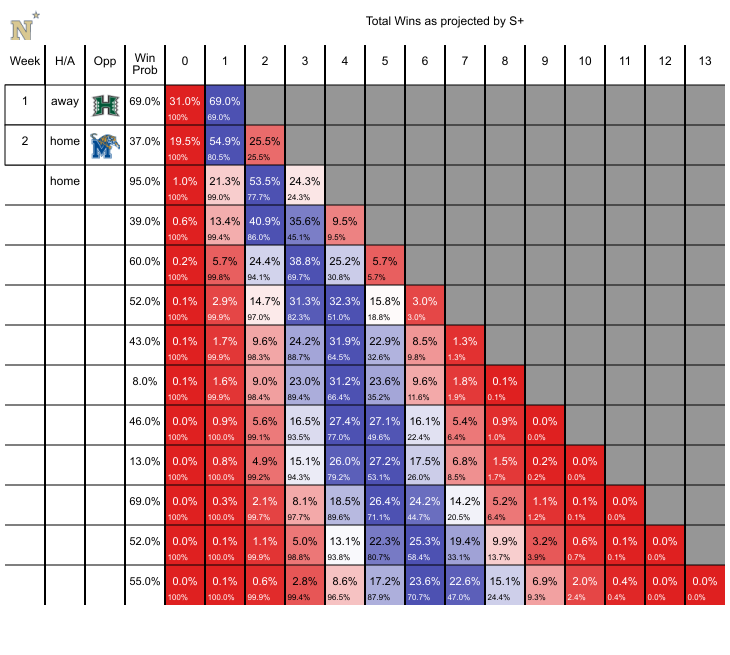 Total Wins as projected by S+
N
Week H/A Opp Win Prob 0 1 2 3 4 5 6 7 8 9 10 11 12 13
1 away H 69.0% 31.0% 69.0%
100% 69.0%
2 home M 37.0% 19.5% 54.9% 25.5%
100% 80.5% 25.5%
home 95.0% 1.0% 21.3% 53.5% 24.3%
100% 99.0% 77.7% 24.3%
39.0% 0.6% 13.4% 40.9% 35.6% 9.5%
100% 99.4% 86.0% 45.1% 9.5%
60.0% 0.2% 5.7% 24.4% 38.8% 25.2% 5.7%
100% 99.8% 94.1% 69.7% 30.8% 5.7%
52.0% 0.1% 2.9% 14.7% 31.3% 32.3% 15.8% 3.0%
100% 99.9% 97.0% 82.3% 51.0% 18.8% 3.0%
43.0% 0.1% 1.7% 9.6% 24.2% 31.9% 22.9% 8.5% 1.3%
100% 99.9% 98.3% 88.7% 64.5% 32.6% 9.8% 1.3%
8.0% 0.1% 1.6% 9.0% 23.0% 31.2% 23.6% 9.6% 1.8% 0.1%
100% 99.9% 98.4% 89.4% 66.4% 35.2% 11.6% 1.9% 0.1%
46.0% 0.0% 0.9% 5.6% 16.5% 27.4% 27.1% 16.1% 5.4% 0.9% 0.0%
100% 100.0% 99.1% 93.5% 77.0% 49.6% 22.4% 6.4% 1.0% 0.0%
13.0% 0.0% 0.8% 4.9% 15.1% 26.0% 27.2% 17.5% 6.8% 1.5% 0.2% 0.0%
100% 100.0% 99.2% 94.3% 79.2% 53.1% 26.0% 8.5% 1.7% 0.2% 0.0%
69.0% 0.0% 0.3% 2.1% 8.1% 18.5% 26.4% 24.2% 14.2% 5.2% 1.1% 0.1% 0.0%
100% 100.0% 99.7% 97.7% 89.6% 71.1% 44.7% 20.5% 6.4% 1.2% 0.1% 0.0%
52.0% 0.0% 0.1% 1.1% 5.0% 13.1% 22.3% 25.3% 19.4% 9.9% 3.2% 0.6% 0.1% 0.0%
100% 100.0% 99.9% 98.8% 93.8% 80.7% 58.4% 33.1% 13.7% 3.9% 0.7% 0.1% 0.0%
55.0% 0.0% 0.1% 0.6% 2.8% 8.6% 17.2% 23.6% 22.6% 15.1% 6.9% 2.0% 0.4% 0.0% 0.0%
100% 100.0% 99.9% 99.4% 96.5% 87.9% 70.7% 47.0% 24.4% 9.3% 2.4% 0.4% 0.0% 0.0%